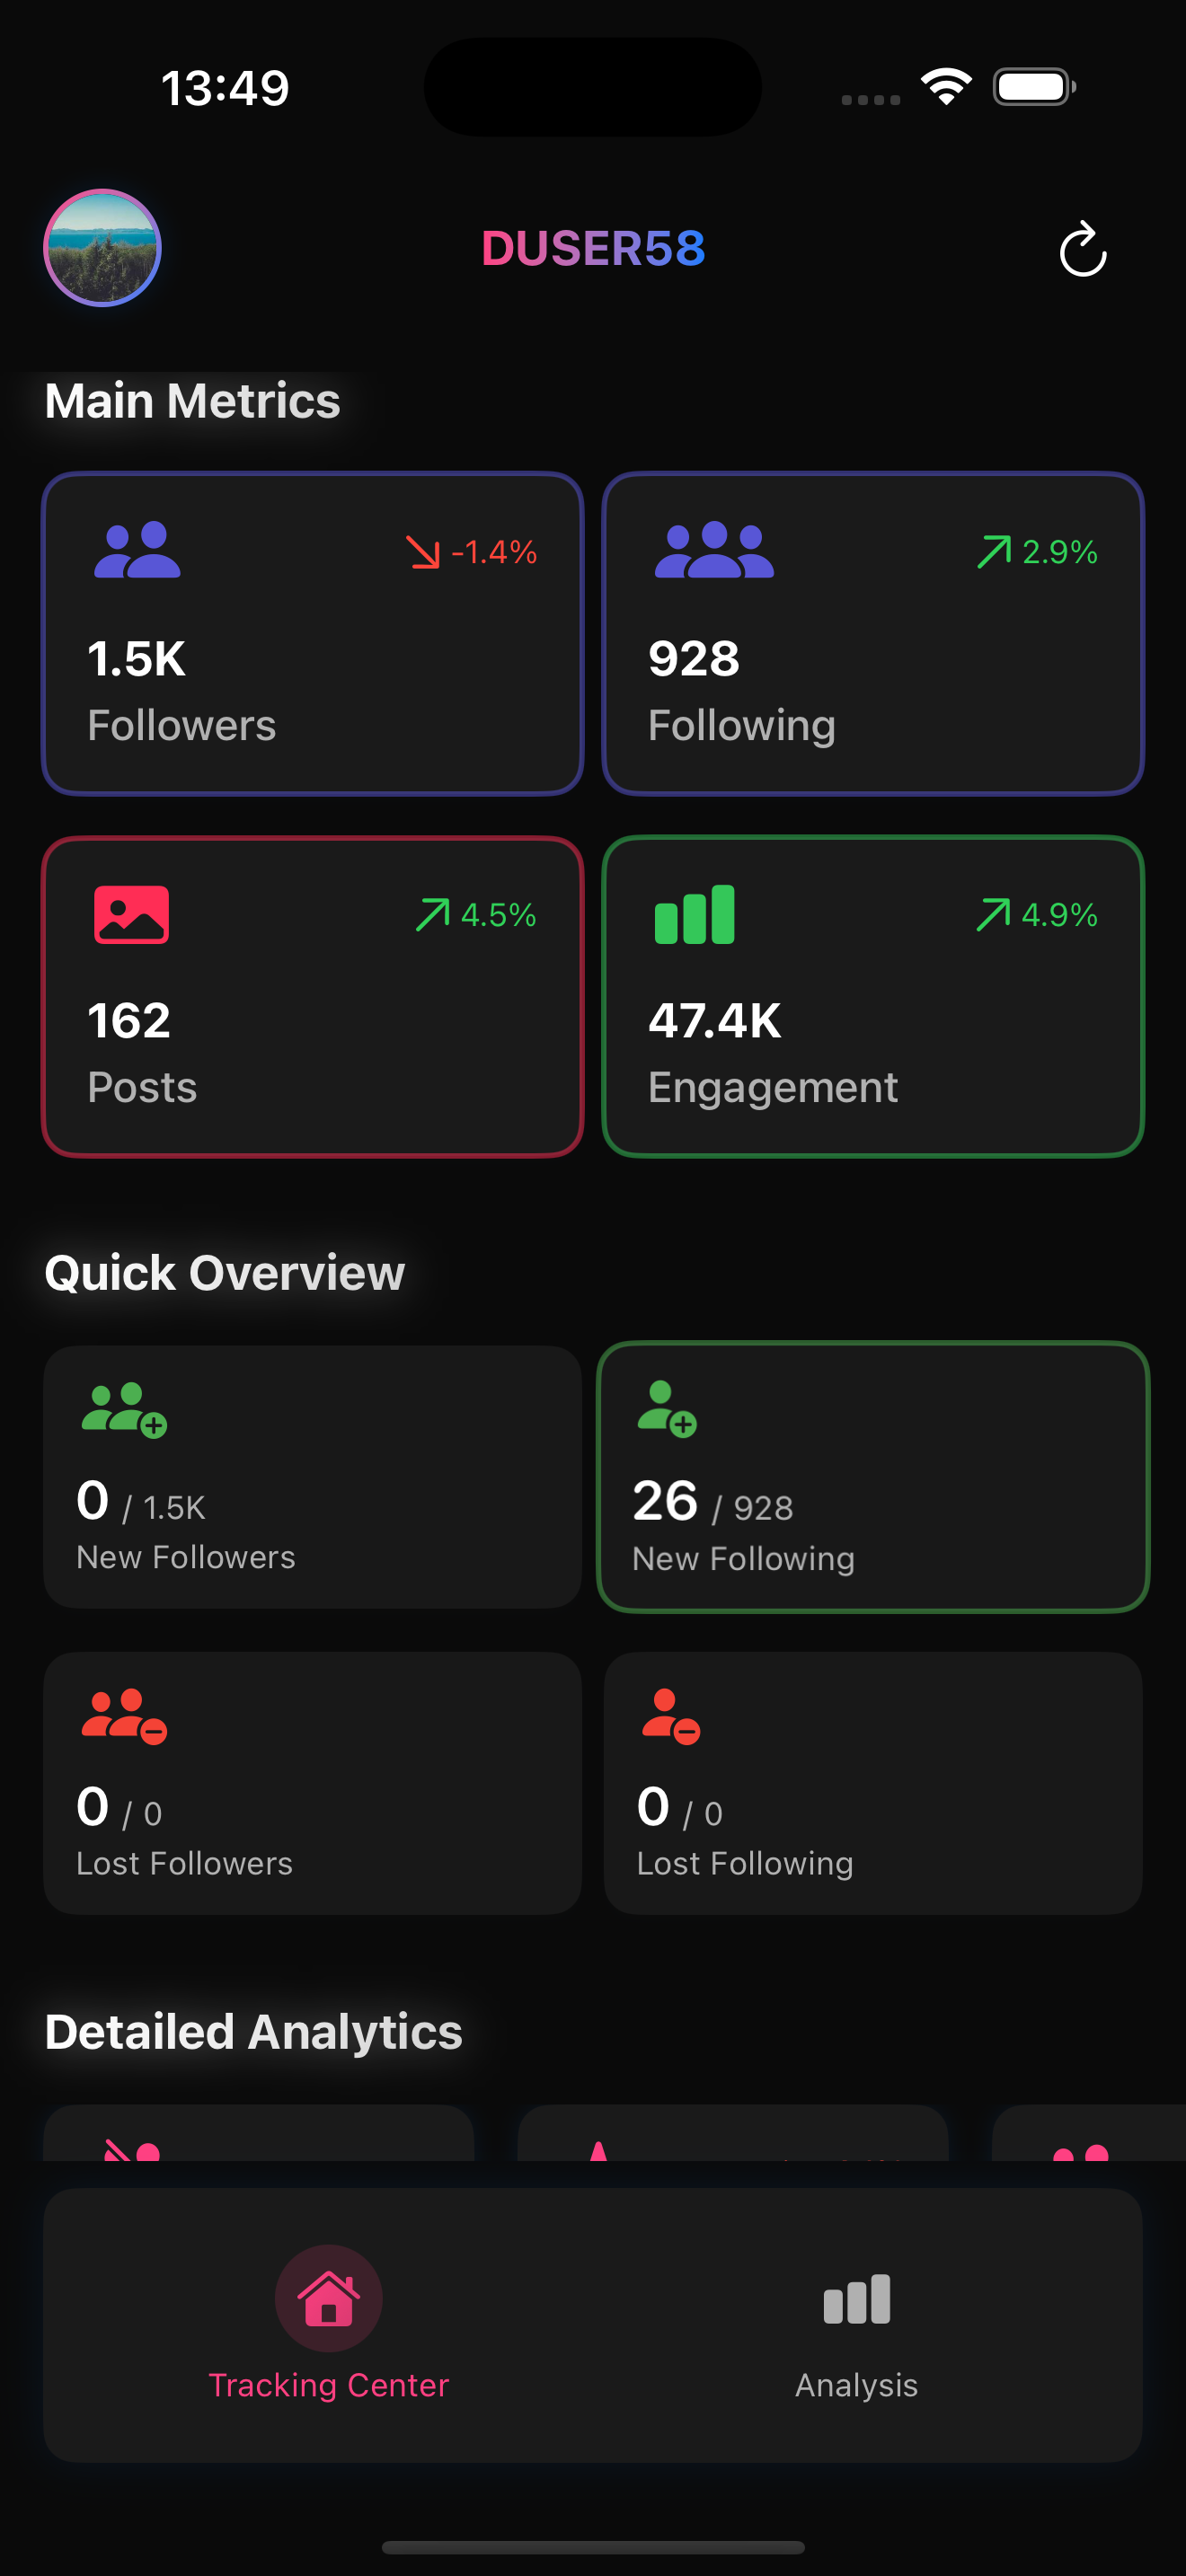 13:49
DUSER58
Main Metrics
-1.4%
2.9%
1.5K
928
Followers
Following
4.5%
4.9%
162
47.4K
Posts
Engagement
Quick Overview
0 / 1.5K
26 / 928
New Followers
New Following
0 / 0
0 / 0
Lost Followers
Lost Following
Detailed Analytics
Tracking Center
Analysis